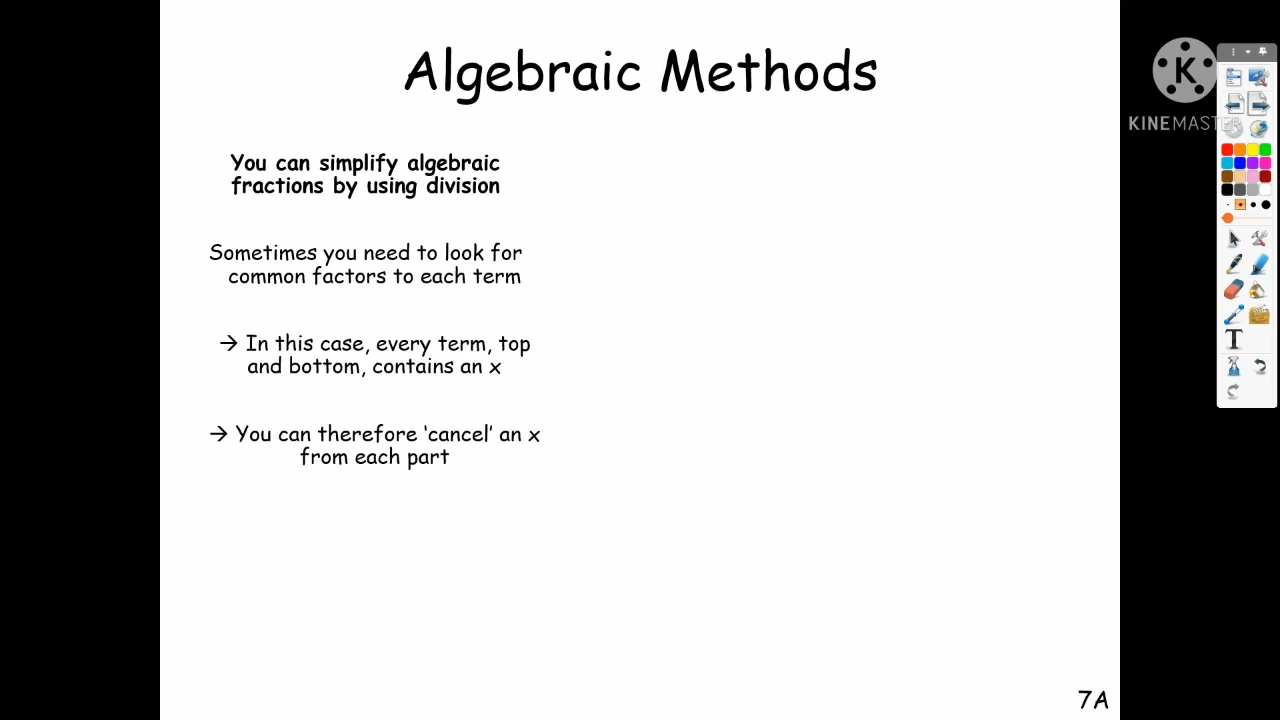 Algebraic Methods
K
KINEMASTER
You can simplify algebraic
fractions by using division
Sometimes you need to look for
common factors to each term
→ In this case, every term, top
and bottom, contains an x
→ You can therefore ‘cancel’ an x
from each part
T
7A